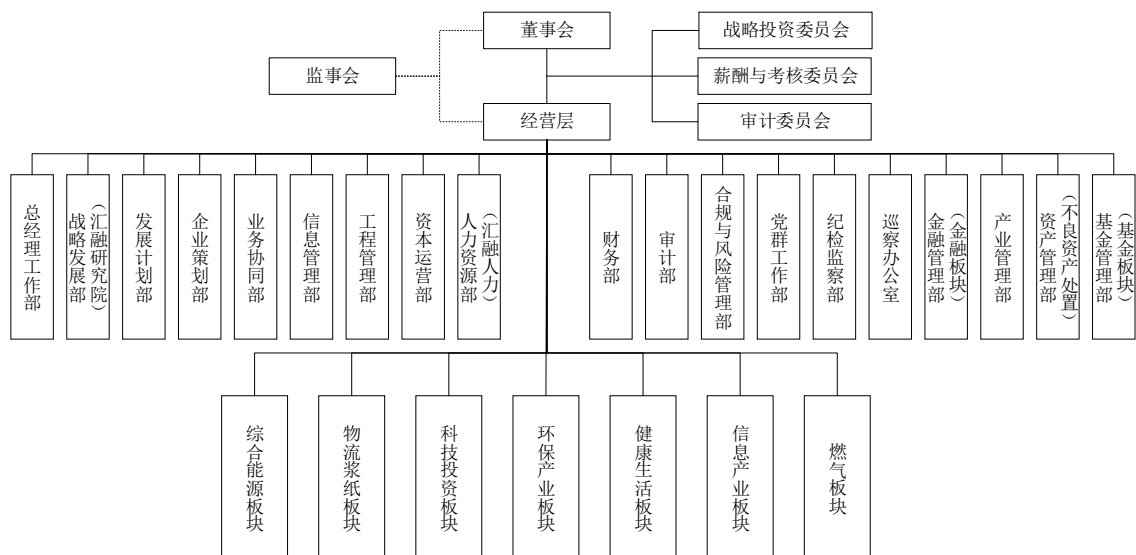 董事会
战略投资委员会
监事会
薪酬与考核委员会
经营层
审计委员会
总经理工作部
战略发展部
（汇融研究院）
发展计划部
企业策划部
业务协同部
信息管理部
工程管理部
资本运营部
人力资源部
（汇融人力）
财务部
审计部
合规与风险管理部
党群工作部
纪检监察部
巡察办公室
金融管理部
（金融板块）
产业管理部
资产管理部
（不良资产处置）
基金管理部
（基金板块）
综合能源板块
物流浆纸板块
科技投资板块
环保产业板块
健康生活板块
信息产业板块
燃气板块